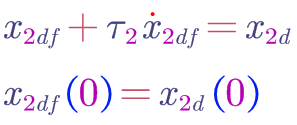 x_{2df} + τ_2 ẋ_{2df} = x_{2d}
x_{2df}(0) = x_{2d}(0)